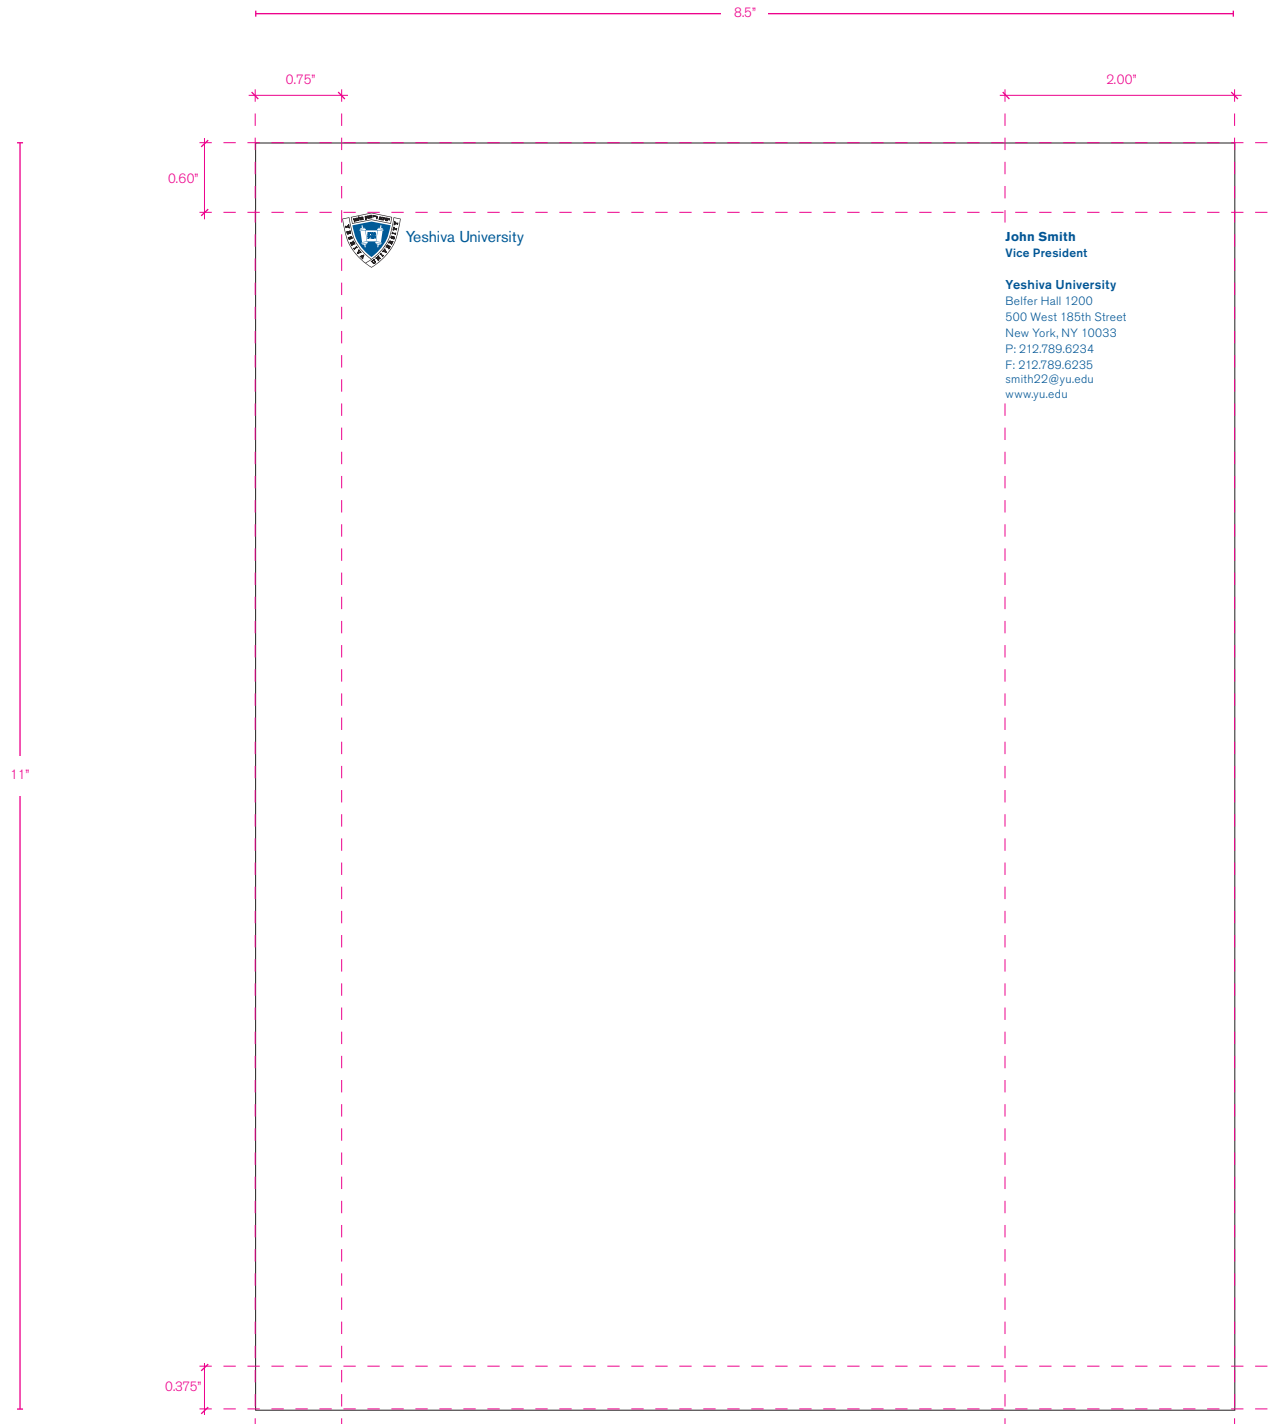 8.5"
0.75"
2.00"
0.60"
YESHIVA UNIVERSITY
Yeshiva University
John Smith
Vice President
Yeshiva University
Belfer Hall 1200
500 West 185th Street
New York, NY 10033
P: 212.789.6234
F: 212.789.6235
smith22@yu.edu
www.yu.edu
11"
0.375"